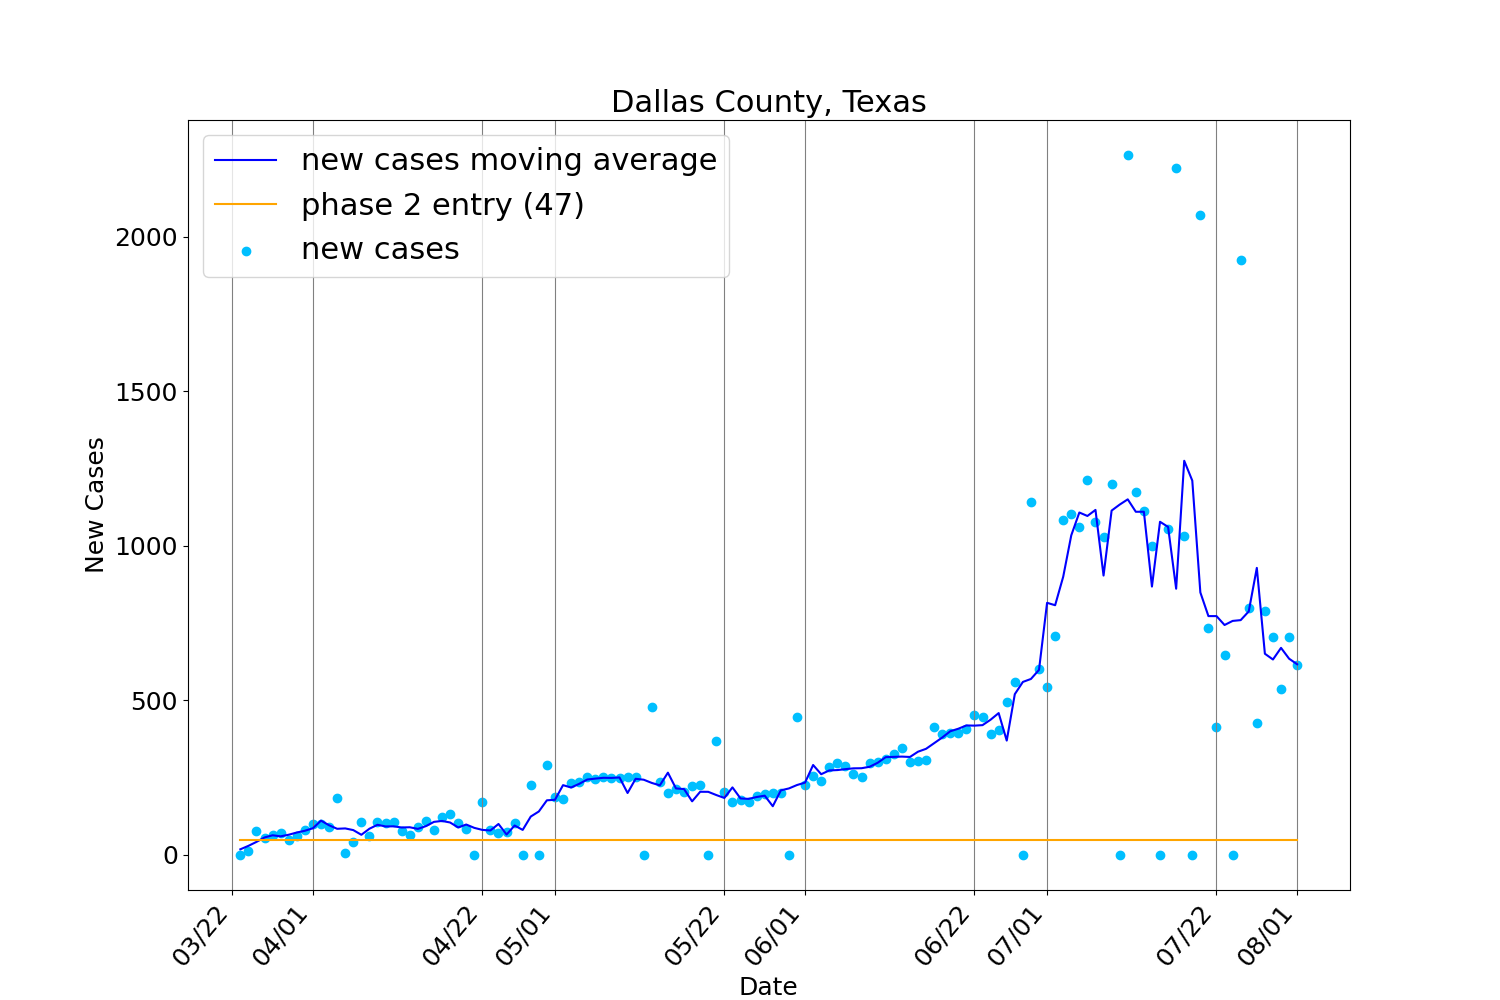 Dallas County, Texas
new cases moving average
phase 2 entry (47)
new cases
2000
1500
1000
500
0
New Cases
03/22
04/01
04/22
05/01
05/22
06/01
06/22
07/01
07/22
08/01
Date